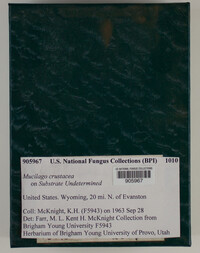 905967 U.S. National Fungus Collections (BPI) 1010
Mucilago crustacea
on Substrate Undetermined
905967
United States. Wyoming, 20 mi. N. of Evanston
Coll: McKnight, K.H. (F5943) on 1963 Sep 28
Det: Farr, M. L. Kent H. McKnight Collection from
Brigham Young University F5943
Herbarium of Brigham Young University of Provo, Utah